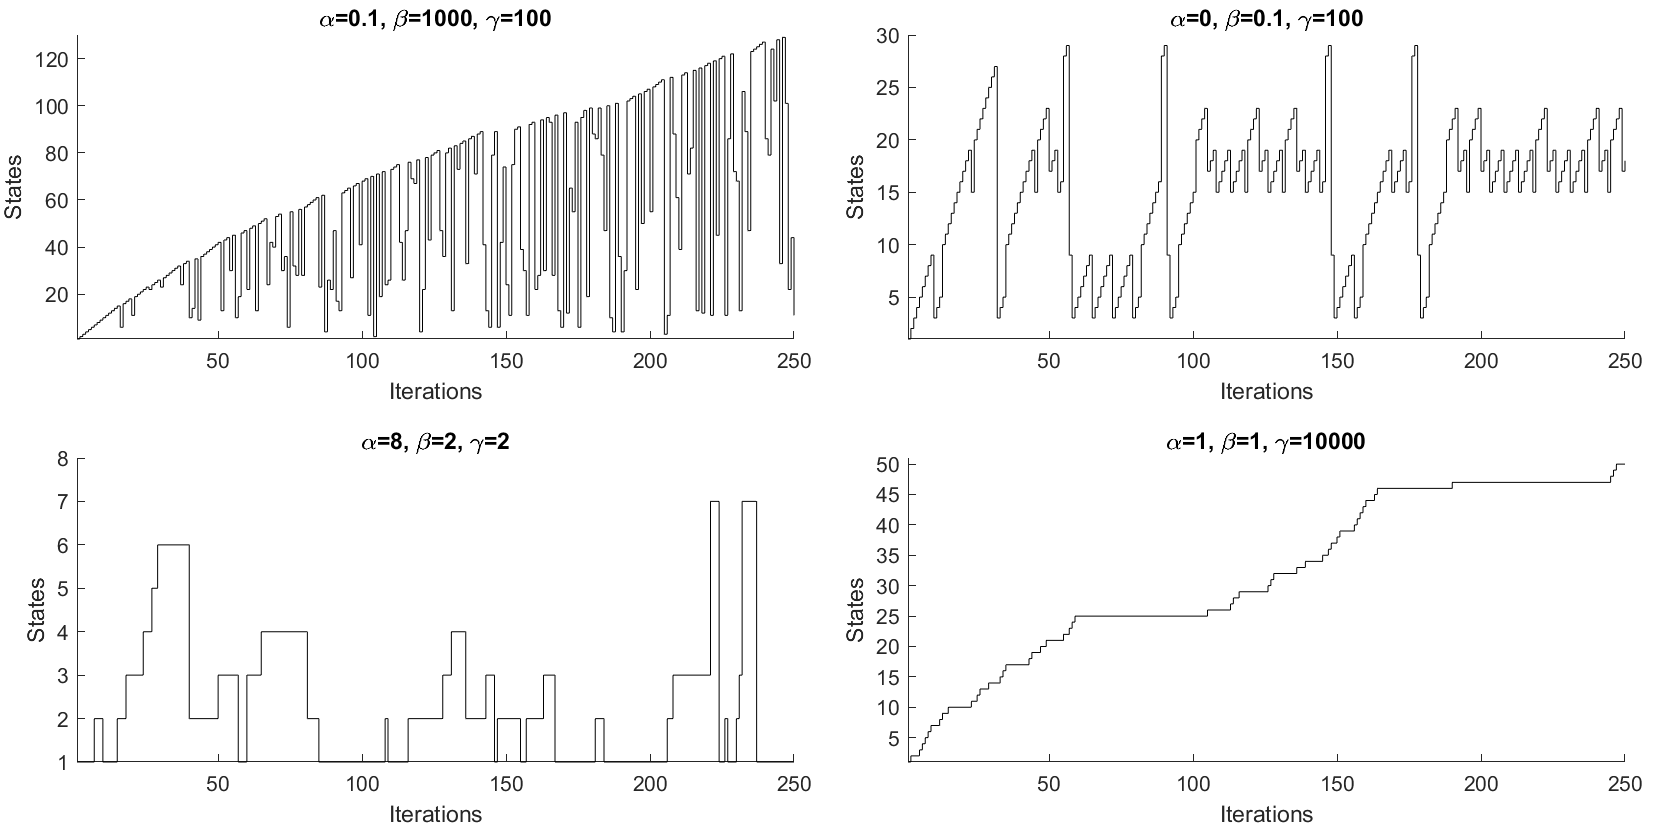 α=0.1, β=1000, γ=100
120
100
80
60
40
20
States
50 100 150 200 250
Iterations
α=0, β=0.1, γ=100
30
25
20
15
10
5
States
50 100 150 200 250
Iterations
α=8, β=2, γ=2
8
7
6
5
4
3
2
1
States
50 100 150 200 250
Iterations
α=1, β=1, γ=10000
50
45
40
35
30
25
20
15
10
5
States
50 100 150 200 250
Iterations